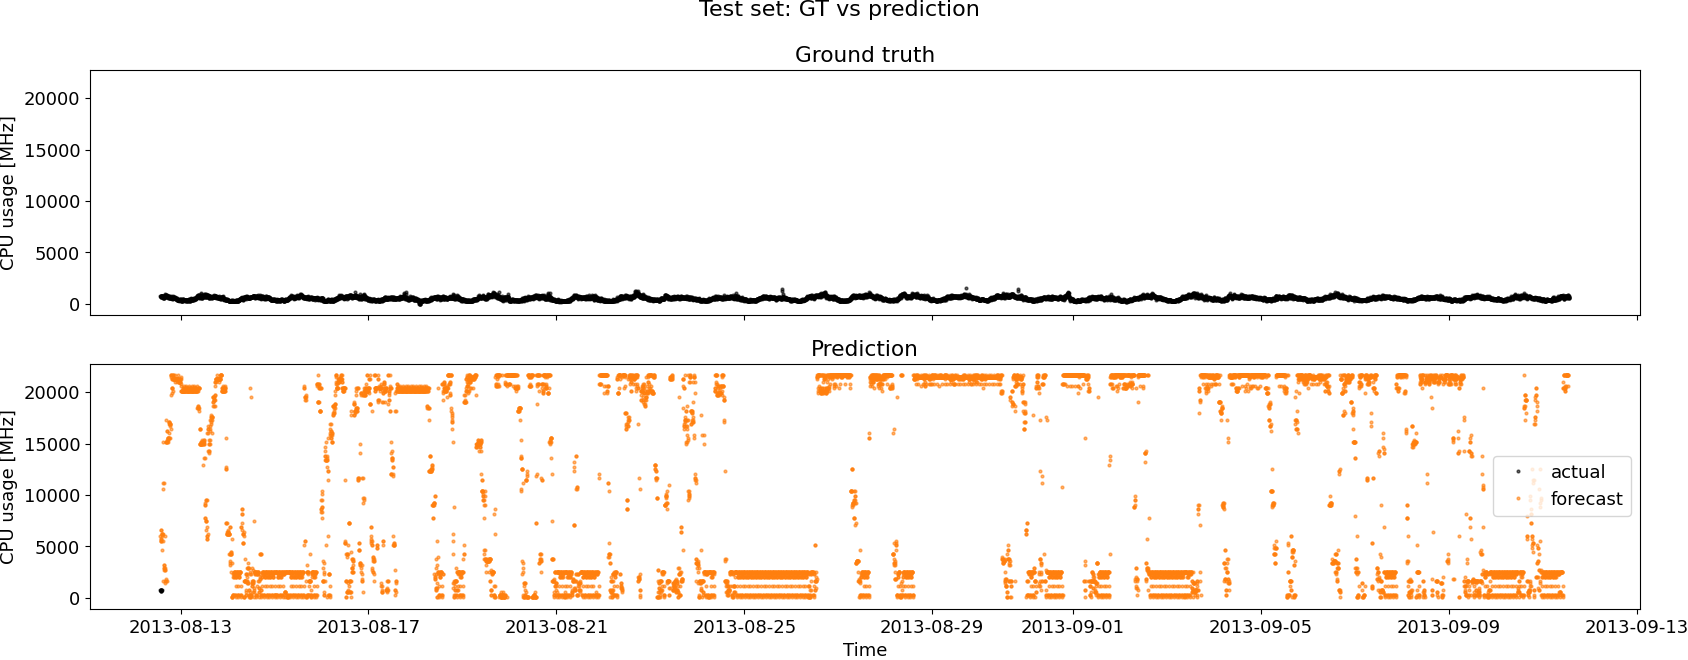 Test set: GT vs prediction
Ground truth
CPU usage [MHz]
20000
15000
10000
5000
0
Prediction
CPU usage [MHz]
20000
15000
10000
5000
0
actual
forecast
2013-08-13 2013-08-17 2013-08-21 2013-08-25 2013-08-29 2013-09-01 2013-09-05 2013-09-09 2013-09-13
Time